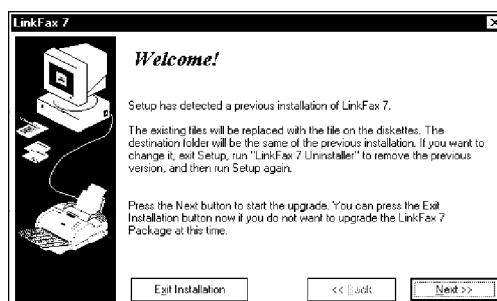 LinkFax 7
Welcome!
Setup has detected a previous installation of LinkFax 7.
The existing files will be replaced with the file on the diskettes. The
destination folder will be the same of the previous installation. If you want to
change it, exit Setup, run "LinkFax 7 Uninstaller" to remove the previous
version, and then run Setup again.
Press the Next button to start the upgrade. You can press the Exit
Installation button now if you do not want to upgrade the LinkFax 7
Package at this time.
Exit Installation
<< Back
Next >>